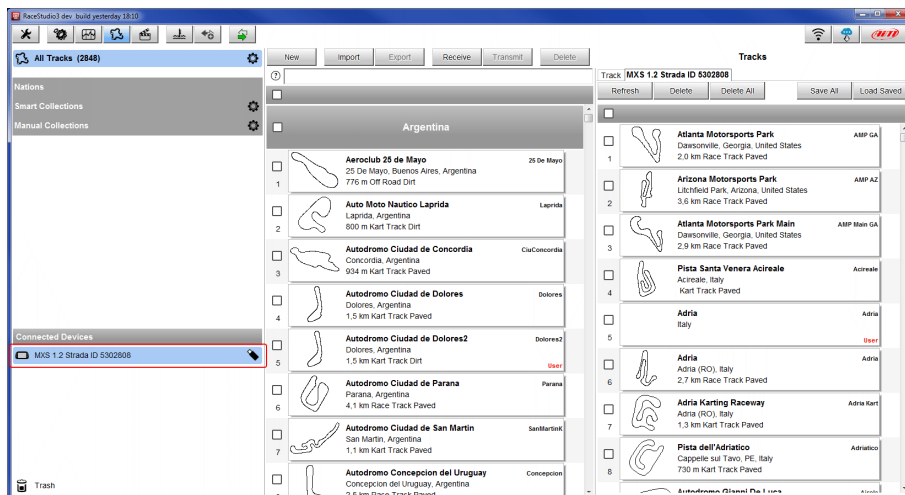 RaceStudio3 dev build yesterday 18:10
AiM
All Tracks (2848)
Nations
Smart Collections
Manual Collections
Connected Devices
MXS 1.2 Strada ID 5302808
Trash
New Import Export Receive Transmit Delete
Argentina
Aeroclub 25 de Mayo 25 De Mayo
25 De Mayo, Buenos Aires, Argentina
1 776 m Off Road Dirt
Auto Moto Nautico Laprida Laprida
Laprida, Argentina
2 800 m Kart Track Dirt
Autodromo Ciudad de Concordia CiuConcordia
Concordia, Argentina
3 934 m Kart Track Paved
Autodromo Ciudad de Dolores Dolores
Dolores, Argentina
4 1,5 km Kart Track Paved
Autodromo Ciudad de Dolores2 Dolores2
Dolores, Argentina
5 1,5 km Kart Track Dirt User
Autodromo Ciudad de Parana Parana
Parana, Argentina
6 4,1 km Race Track Paved
Autodromo Ciudad de San Martin SanMartinK
San Martin, Argentina
7 1,1 km Kart Track Paved
Autodromo Concepcion del Uruguay Concepcion
Concepcion del Uruguay, Argentina
2,5 km Race Track Paved
Tracks
Track MXS 1.2 Strada ID 5302808
Refresh Delete Delete All Save All Load Saved
Atlanta Motorsports Park AMP GA
Dawsonville, Georgia, United States
1 2,0 km Race Track Paved
Arizona Motorsports Park AMP AZ
Litchfield Park, Arizona, United States
2 3,6 km Race Track Paved
Atlanta Motorsports Park Main AMP Main GA
Dawsonville, Georgia, United States
3 2,9 km Race Track Paved
Pista Santa Venera Acireale Acireale
Acireale, Italy
4 Kart Track Paved
Adria Adria
Italy
5 User
Adria Adria
Adria (RO), Italy
6 2,7 km Race Track Paved
Adria Karting Raceway Adria Kart
Adria (RO), Italy
7 1,3 km Kart Track Paved
Pista dell'Adriatico Adriatico
Cappelle sul Tavo, PE, Italy
8 730 m Kart Track Paved
Autodromo Gianni De Luca Airola